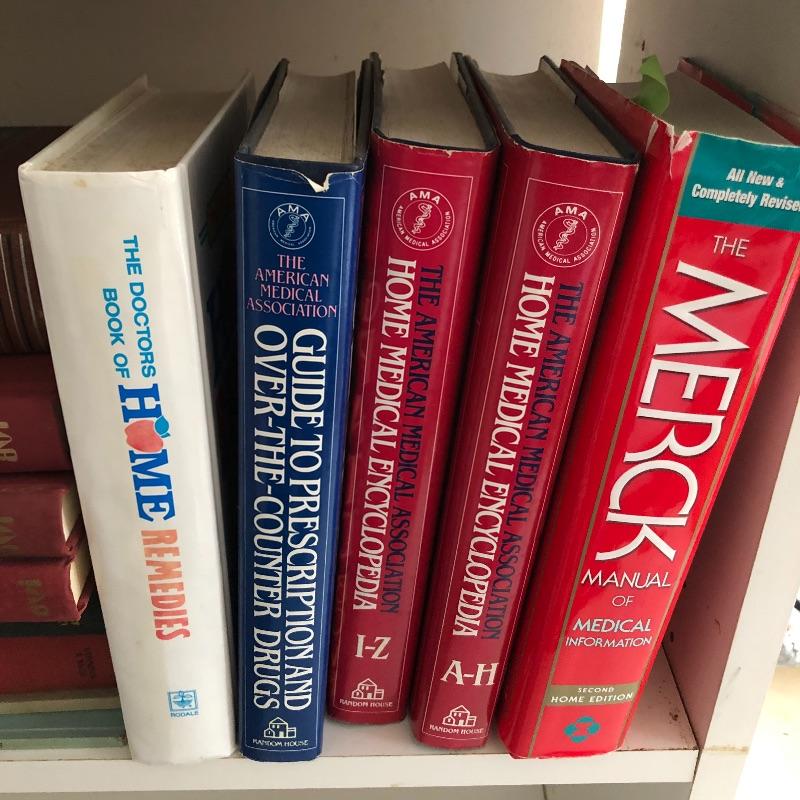 THE DOCTORS
BOOK OF
HOME REMEDIES
RODALE
AMA
THE
AMERICAN
MEDICAL
ASSOCIATION
GUIDE TO PRESCRIPTION AND
OVER-THE-COUNTER DRUGS
RANDOM HOUSE
AMA
AMERICAN MEDICAL ASSOCIATION
THE AMERICAN MEDICAL ASSOCIATION
HOME MEDICAL ENCYCLOPEDIA
I-Z
RANDOM HOUSE
AMA
AMERICAN MEDICAL ASSOCIATION
THE AMERICAN MEDICAL ASSOCIATION
HOME MEDICAL ENCYCLOPEDIA
A-H
RANDOM HOUSE
All New &
Completely Revised
THE
MERCK
MANUAL
OF
MEDICAL
INFORMATION
SECOND
HOME EDITION